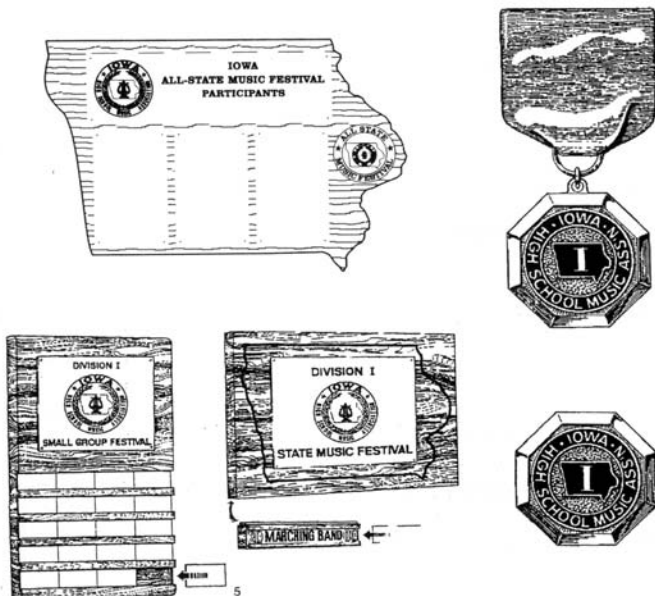 IOWA
ALL-STATE MUSIC FESTIVAL
PARTICIPANTS
IOWA
ALL STATE
MUSIC FESTIVAL
· IOWA ·
HIGH SCHOOL MUSIC ASS'N
I
DIVISION I
IOWA
SMALL GROUP FESTIVAL
DIVISION I
IOWA
STATE MUSIC FESTIVAL
MARCHING BAND
· IOWA ·
HIGH SCHOOL MUSIC ASS'N
I
5